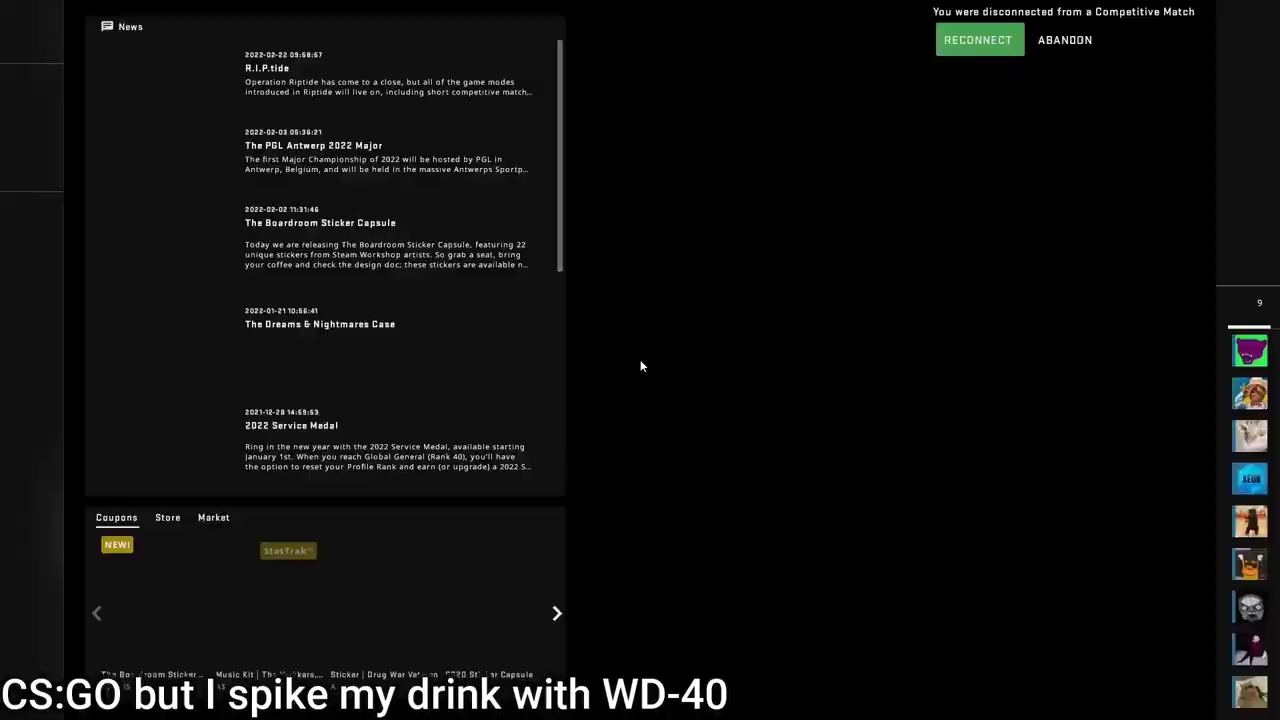 You were disconnected from a Competitive Match
RECONNECT
ABANDON
News
2022-02-22 09:58:57
R.I.P.tide
Operation Riptide has come to a close, but all of the game modes
introduced in Riptide will live on, including short competitive match...
2022-02-03 05:36:21
The PGL Antwerp 2022 Major
The first Major Championship of 2022 will be hosted by PGL in
Antwerp, Belgium, and will be held in the massive Antwerps Sportp...
2022-02-02 11:31:46
The Boardroom Sticker Capsule
Today we are releasing The Boardroom Sticker Capsule, featuring 22
unique stickers from Steam Workshop artists. So grab a seat, bring
your coffee and check the design doc; these stickers are available n...
2022-01-21 10:56:41
The Dreams & Nightmares Case
9
2021-12-28 14:59:53
2022 Service Medal
Ring in the new year with the 2022 Service Medal, available starting
January 1st. When you reach Global General (Rank 40), you'll have
the option to reset your Profile Rank and earn (or upgrade) a 2022 S...
XEON
Coupons Store Market
NEW!
StatTrak™
Sticker | Drug War
Capsule
CS:GO but I spike my drink with WD-40